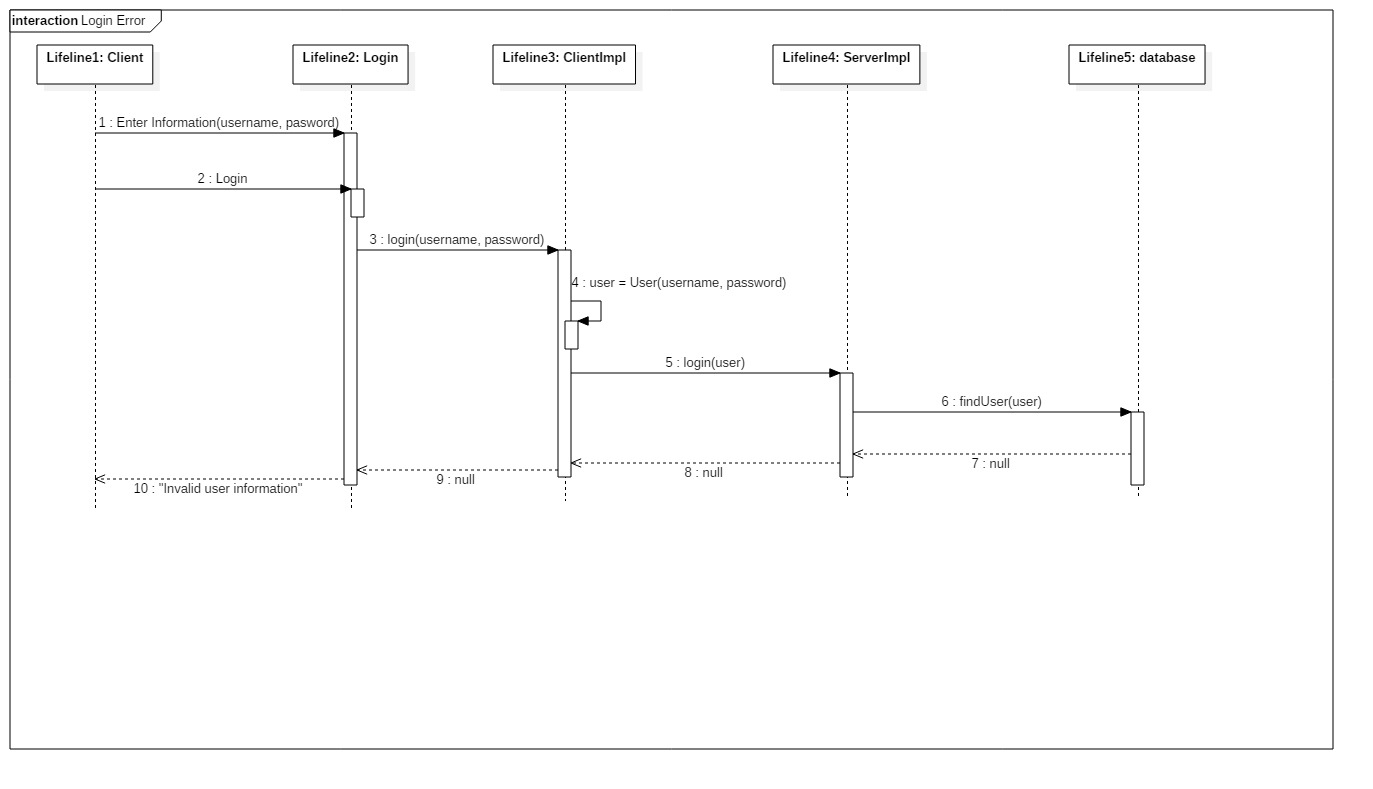 interaction Login Error
Lifeline1: Client
Lifeline2: Login
Lifeline3: ClientImpl
Lifeline4: ServerImpl
Lifeline5: database
1 : Enter Information(username, pasword)
2 : Login
3 : login(username, password)
4 : user = User(username, password)
5 : login(user)
6 : findUser(user)
7 : null
8 : null
9 : null
10 : "Invalid user information"